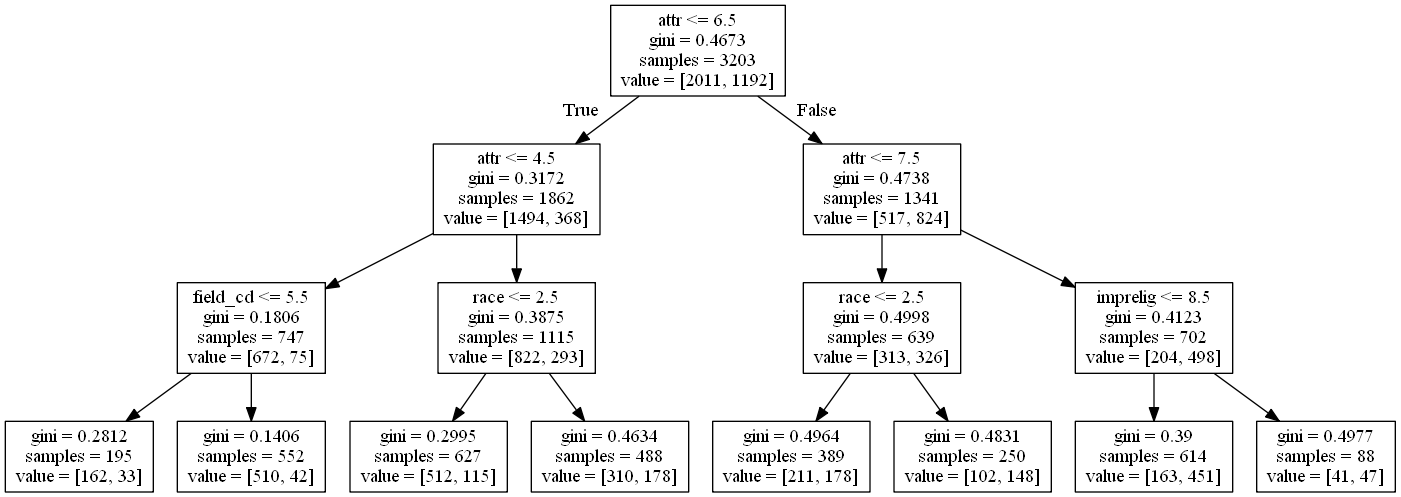 attr <= 6.5
gini = 0.4673
samples = 3203
value = [2011, 1192]
True
False
attr <= 4.5
gini = 0.3172
samples = 1862
value = [1494, 368]
attr <= 7.5
gini = 0.4738
samples = 1341
value = [517, 824]
field_cd <= 5.5
gini = 0.1806
samples = 747
value = [672, 75]
race <= 2.5
gini = 0.3875
samples = 1115
value = [822, 293]
race <= 2.5
gini = 0.4998
samples = 639
value = [313, 326]
imprelig <= 8.5
gini = 0.4123
samples = 702
value = [204, 498]
gini = 0.2812
samples = 195
value = [162, 33]
gini = 0.1406
samples = 552
value = [510, 42]
gini = 0.2995
samples = 627
value = [512, 115]
gini = 0.4634
samples = 488
value = [310, 178]
gini = 0.4964
samples = 389
value = [211, 178]
gini = 0.4831
samples = 250
value = [102, 148]
gini = 0.39
samples = 614
value = [163, 451]
gini = 0.4977
samples = 88
value = [41, 47]